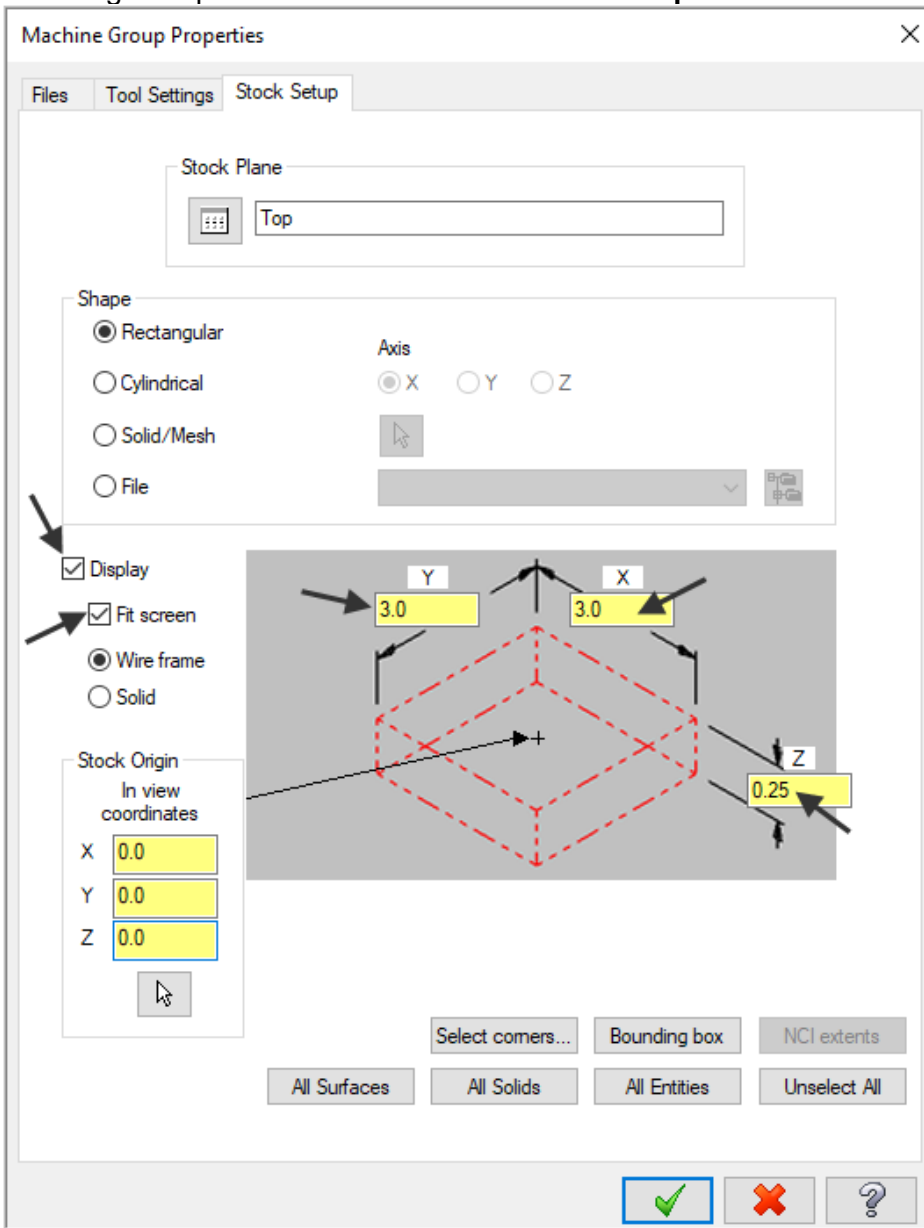 Machine Group Properties
Files Tool Settings Stock Setup
Stock Plane
Top
Shape
Rectangular
Axis
Cylindrical X Y Z
Solid/Mesh
File
Display
Y X
Fit screen 3.0 3.0
Wire frame
Solid
Stock Origin Z
In view 0.25
coordinates
X 0.0
Y 0.0
Z 0.0
Select corners... Bounding box NCI extents
All Surfaces All Solids All Entities Unselect All